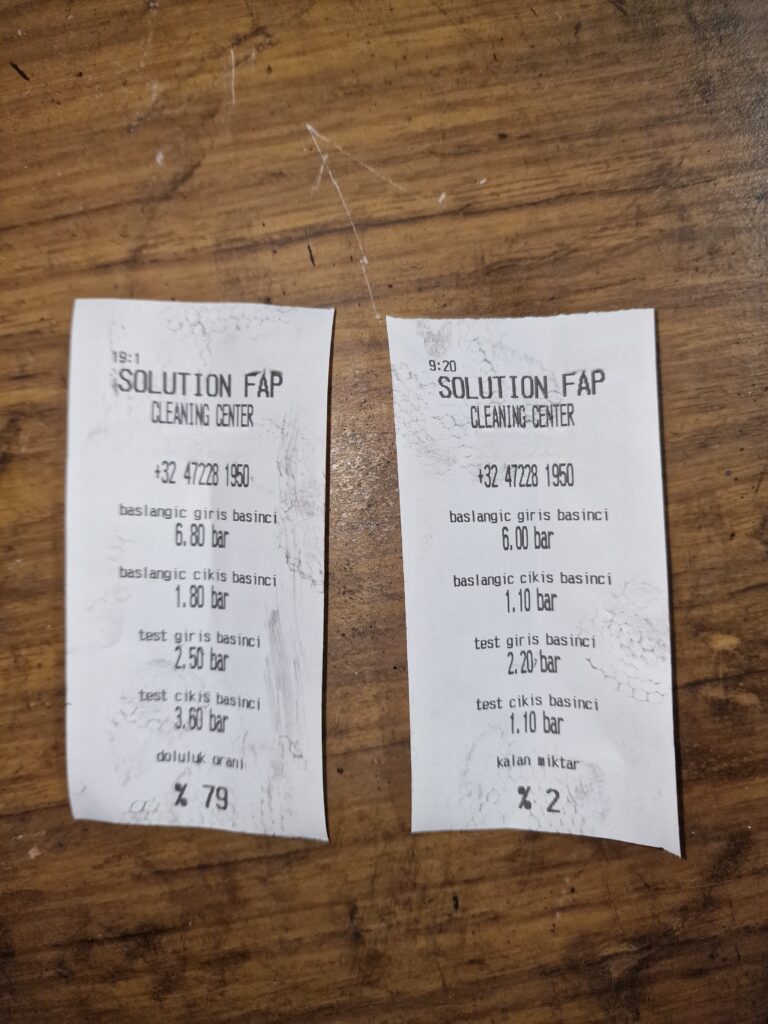 19:1
SOLUTION FAP
CLEANING CENTER
+32 47228 1950
baslangic giris basinci
6.80 bar
baslangic cikis basinci
1.80 bar
test giris basinci
2.50 bar
test cikis basinci
3.60 bar
doluluk orani
% 79
9:20
SOLUTION FAP
CLEANING CENTER
+32 47228 1950
baslangic giris basinci
6.00 bar
baslangic cikis basinci
1.10 bar
test giris basinci
2.20 bar
test cikis basinci
1.10 bar
kalan miktar
% 2